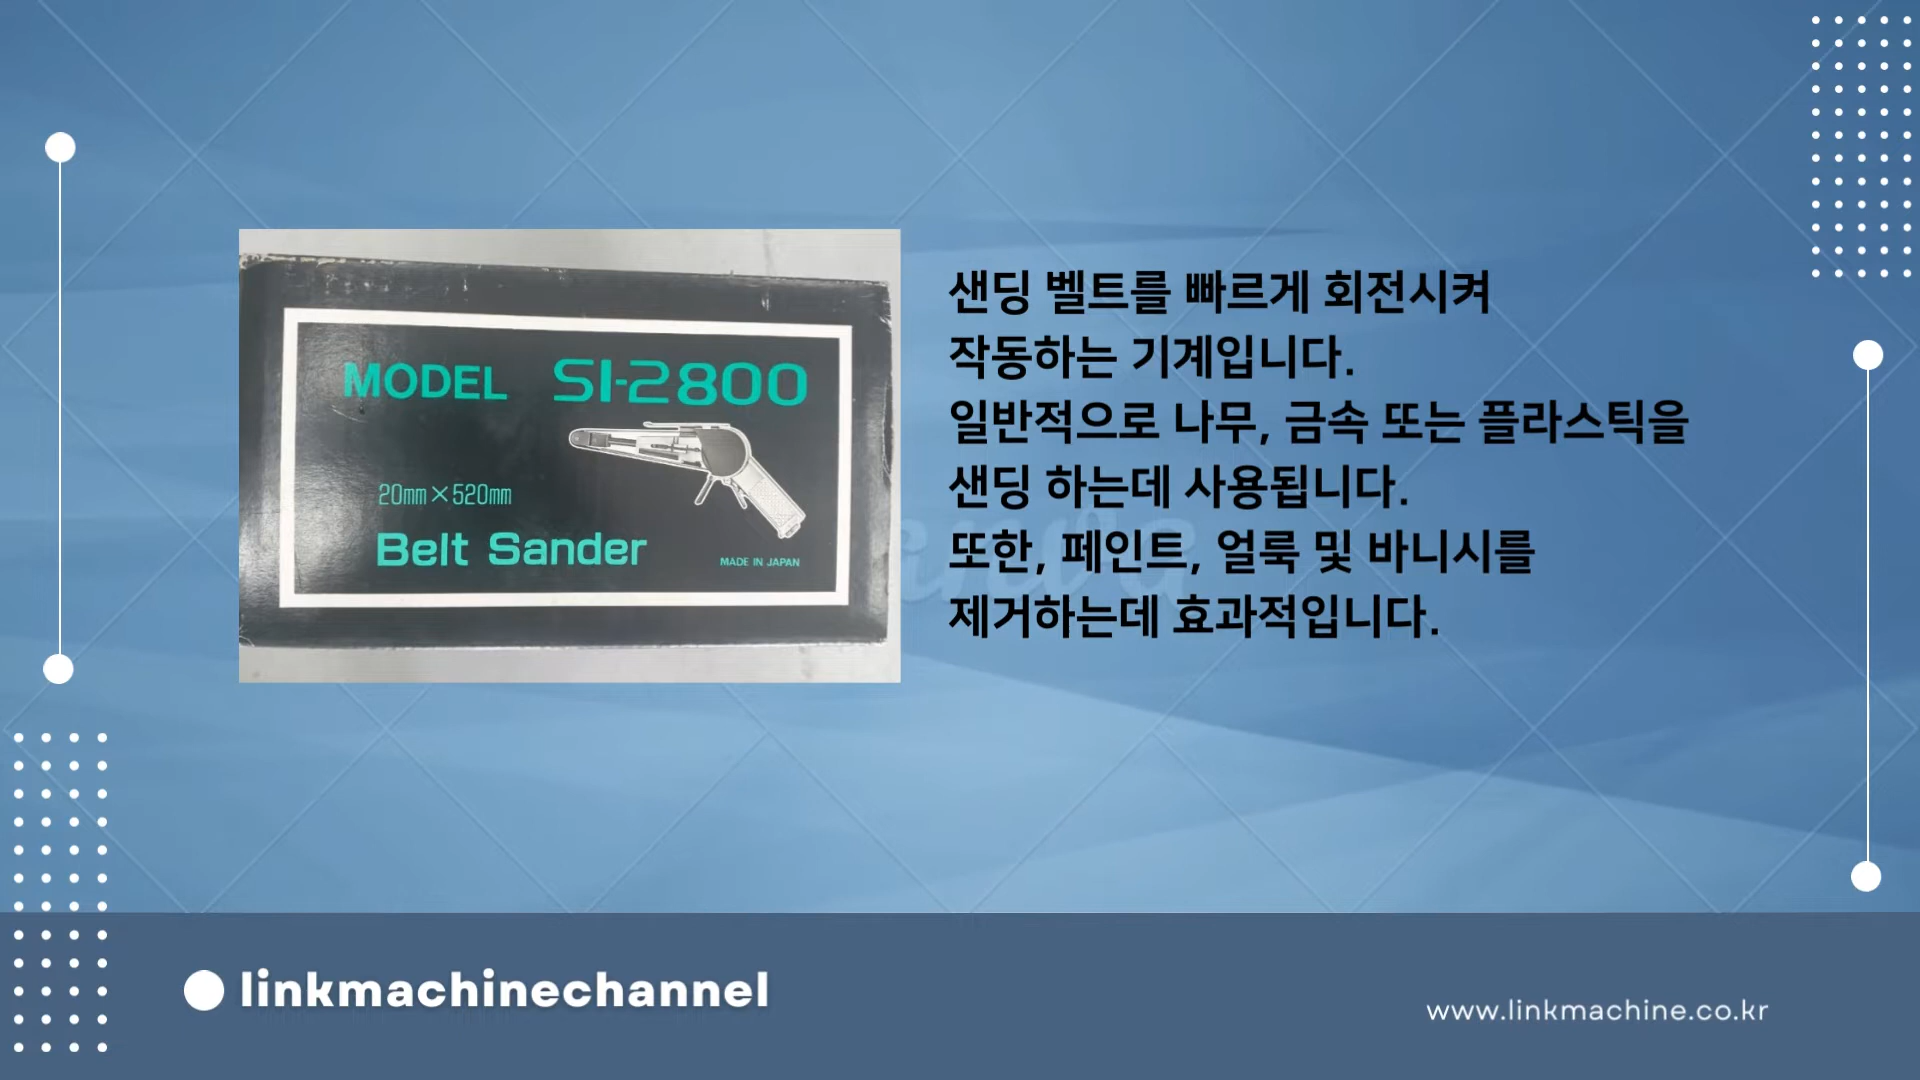 MODEL SI-2800
20mm×520mm
Belt Sander
MADE IN JAPAN
샌딩 벨트를 빠르게 회전시켜
작동하는 기계입니다.
일반적으로 나무, 금속 또는 플라스틱을
샌딩 하는데 사용됩니다.
또한, 페인트, 얼룩 및 바니시를
제거하는데 효과적입니다.
linkmachinechannel
www.linkmachine.co.kr